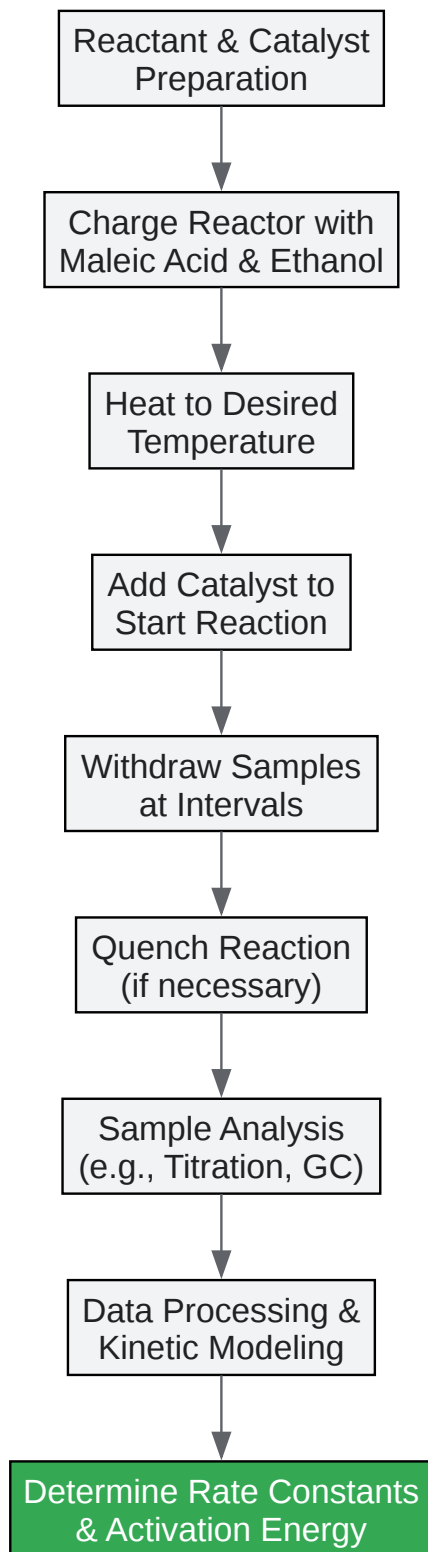 Reactant & Catalyst
Preparation
Charge Reactor with
Maleic Acid & Ethanol
Heat to Desired
Temperature
Add Catalyst to
Start Reaction
Withdraw Samples
at Intervals
Quench Reaction
(if necessary)
Sample Analysis
(e.g., Titration, GC)
Data Processing &
Kinetic Modeling
Determine Rate Constants
& Activation Energy